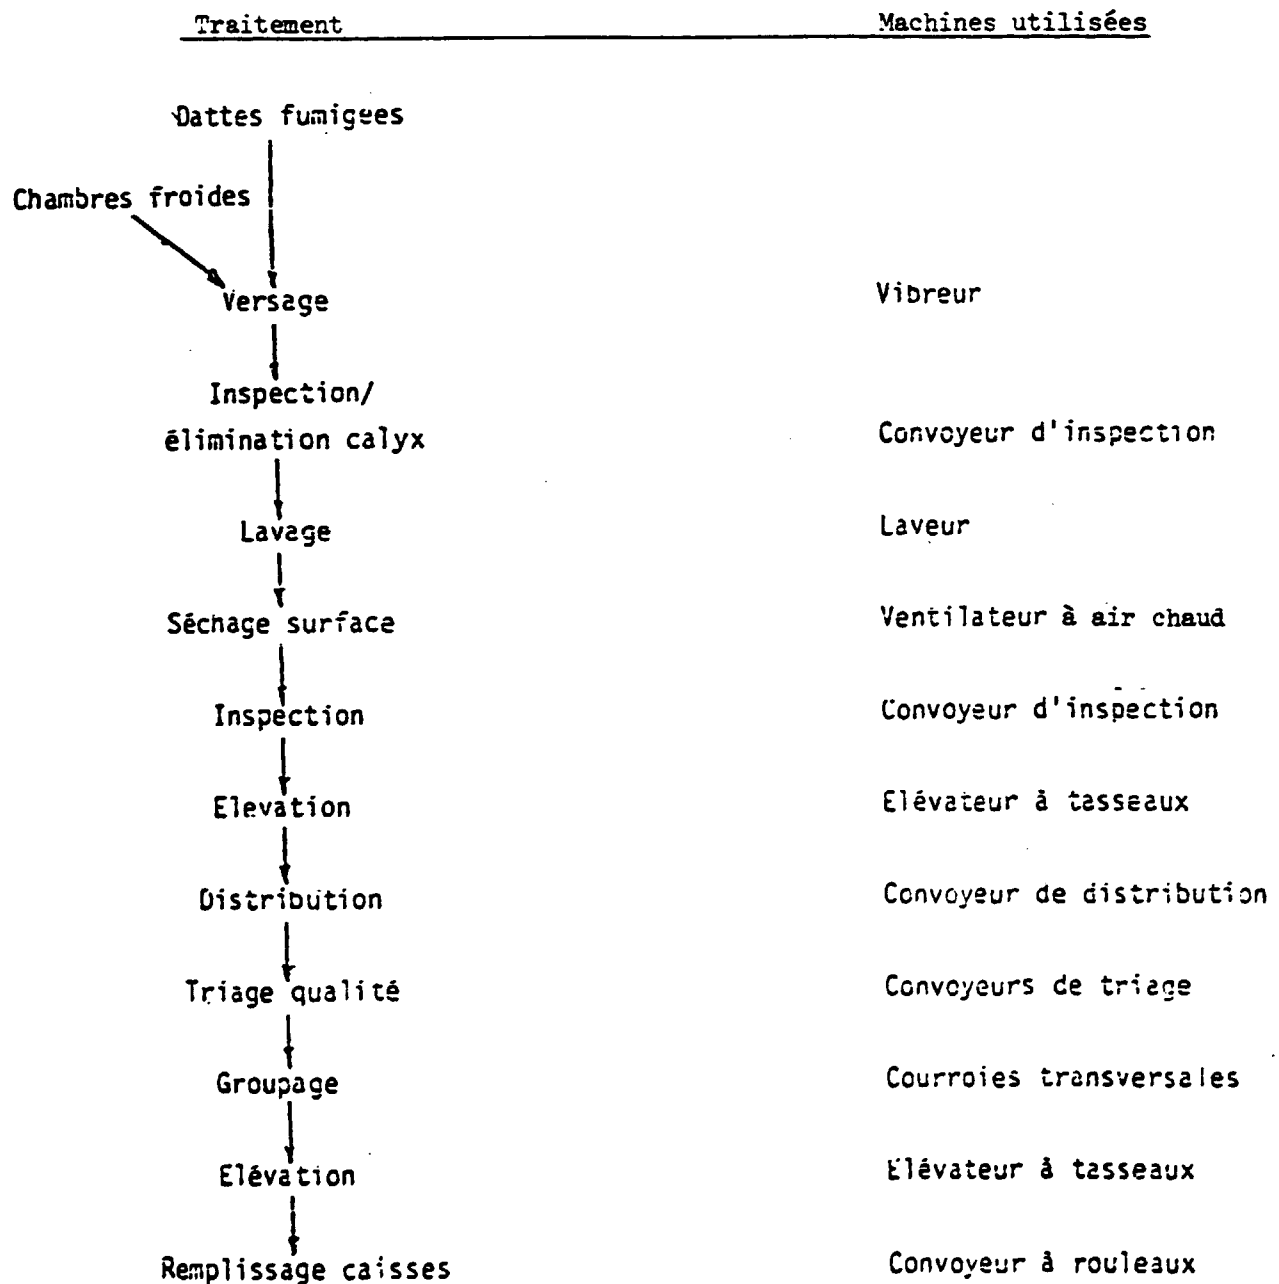 Traitement Machines utilisées
Dattes fumigees
Chambres froides
Versage Vibreur
Inspection/
élimination calyx Convoyeur d'inspection
Lavage Laveur
Séchage surface Ventilateur à air chaud
Inspection Convoyeur d'inspection
Elevation Elévateur à tasseaux
Distribution Convoyeur de distribution
Triage qualité Convoyeurs de triage
Groupage Courroies transversales
Elévation Elévateur à tasseaux
Remplissage caisses Convoyeur à rouleaux